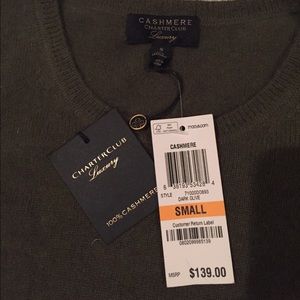 CASHMERE
CHARTER CLUB
Luxury
S
CHARTER CLUB
Luxury
100% CASHMERE
macys.com
CASHMERE
STYLE
DARK OLIVE
SMALL
Customer Return Label
MSRP $139.00